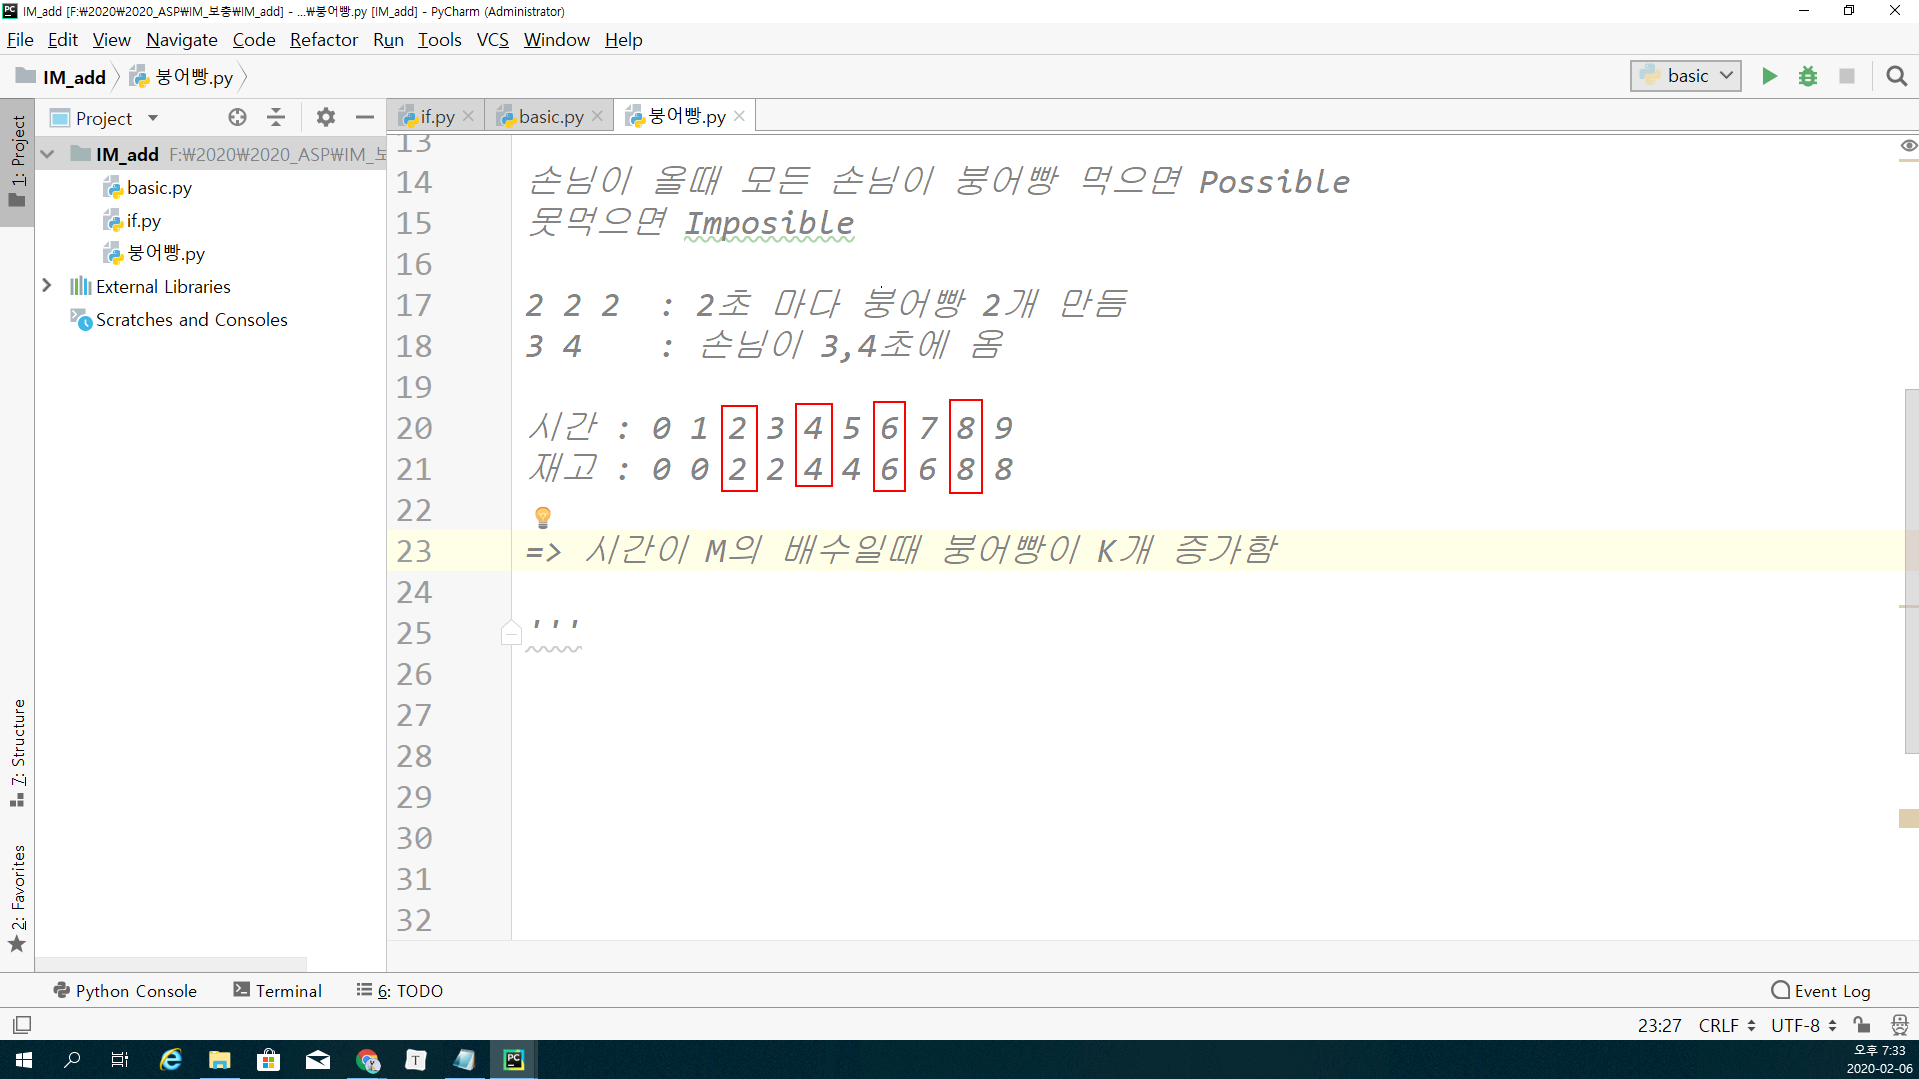 IM_add [F:₩2020₩2020_ASP₩IM_보충₩IM_add] - ...₩붕어빵.py [IM_add] - PyCharm (Administrator)
File Edit View Navigate Code Refactor Run Tools VCS Window Help
IM_add 붕어빵.py basic
1: Project
Project
IM_add F:₩2020₩2020_ASP₩IM_보
basic.py
if.py
붕어빵.py
External Libraries
Scratches and Consoles
7: Structure
2: Favorites
if.py basic.py 붕어빵.py
13
14 손님이 올때 모든 손님이 붕어빵 먹으면 Possible
15 못먹으면 Imposible
16
17 2 2 2 : 2초 마다 붕어빵 2개 만듬
18 3 4 : 손님이 3,4초에 옴
19
20 시간 : 0 1 2 3 4 5 6 7 8 9
21 재고 : 0 0 2 2 4 4 6 6 8 8
22
23 => 시간이 M의 배수일때 붕어빵이 K개 증가함
24
25 '''
26
27
28
29
30
31
32
Python Console Terminal 6: TODO Event Log
23:27 CRLF UTF-8
오후 7:33
2020-02-06